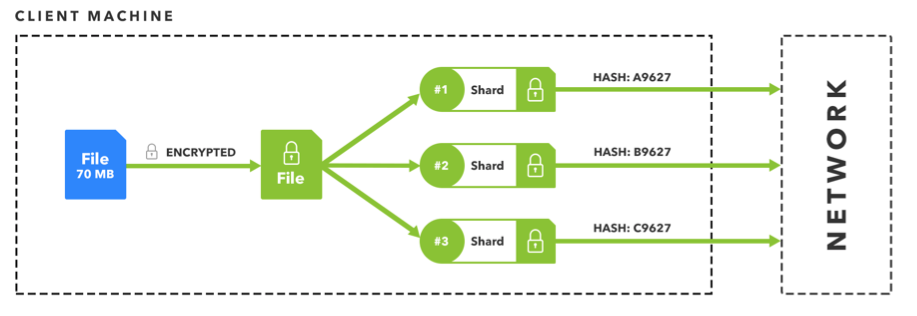 CLIENT MACHINE
File
70 MB
ENCRYPTED
File
#1 Shard
HASH: A9627
#2 Shard
HASH: B9627
#3 Shard
HASH: C9627
NETWORK